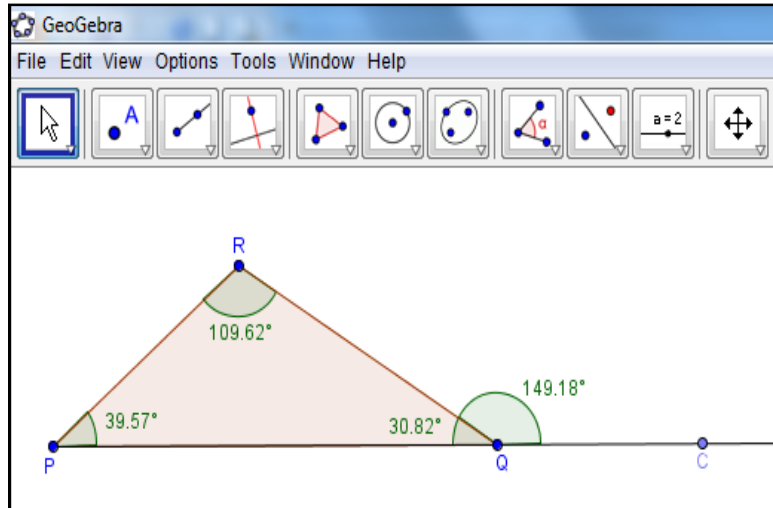 GeoGebra
File Edit View Options Tools Window Help
A
α
a = 2
R
109.62°
39.57°
30.82°
149.18°
P
Q
C